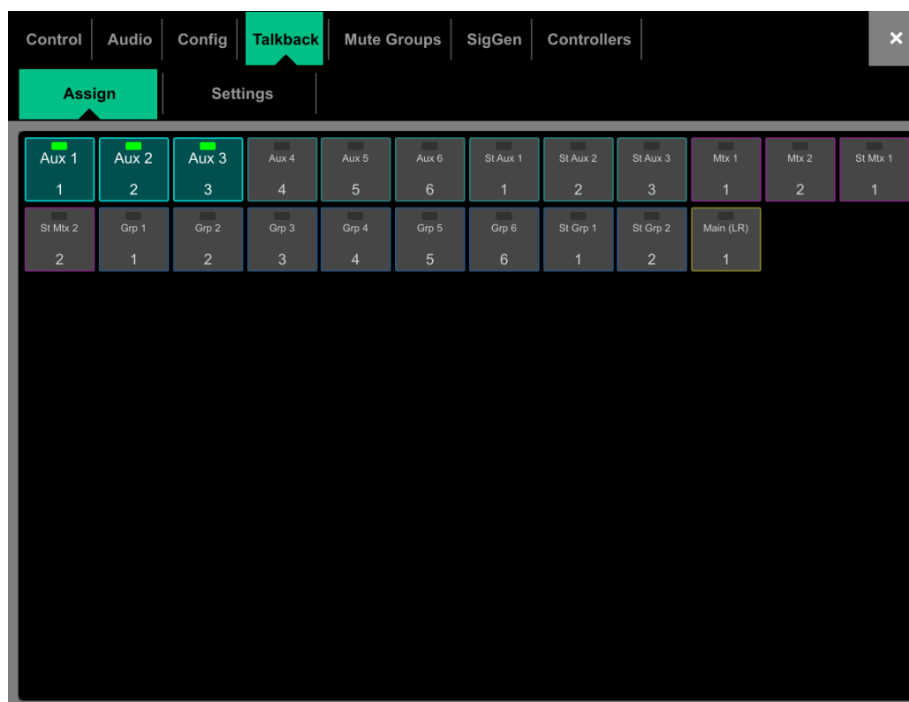 Control Audio Config Talkback Mute Groups SigGen Controllers ×
Assign Settings
Aux 1 Aux 2 Aux 3 Aux 4 Aux 5 Aux 6 St Aux 1 St Aux 2 St Aux 3 Mtx 1 Mtx 2 St Mtx 1
1 2 3 4 5 6 1 2 3 1 2 1
St Mtx 2 Grp 1 Grp 2 Grp 3 Grp 4 Grp 5 Grp 6 St Grp 1 St Grp 2 Main (LR)
2 1 2 3 4 5 6 1 2 1